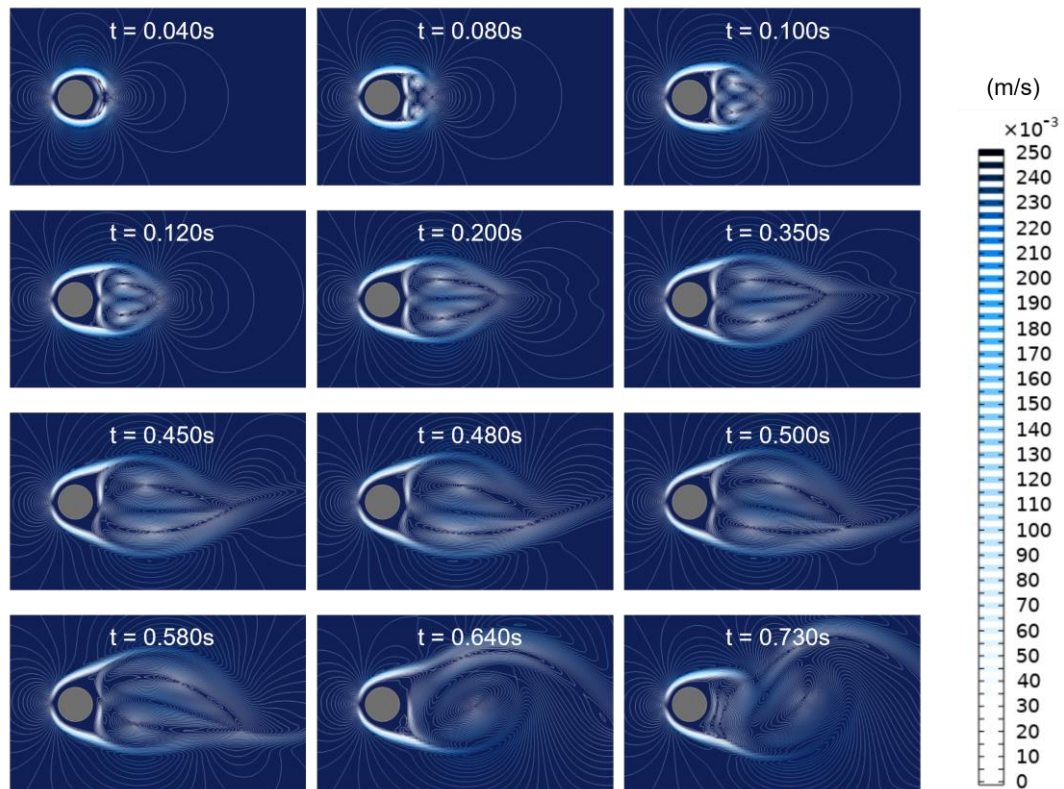 t = 0.040s
t = 0.080s
t = 0.100s
(m/s)
×10⁻³
t = 0.120s
t = 0.200s
t = 0.350s
t = 0.450s
t = 0.480s
t = 0.500s
t = 0.580s
t = 0.640s
t = 0.730s
250
240
230
220
210
200
190
180
170
160
150
140
130
120
110
100
90
80
70
60
50
40
30
20
10
0